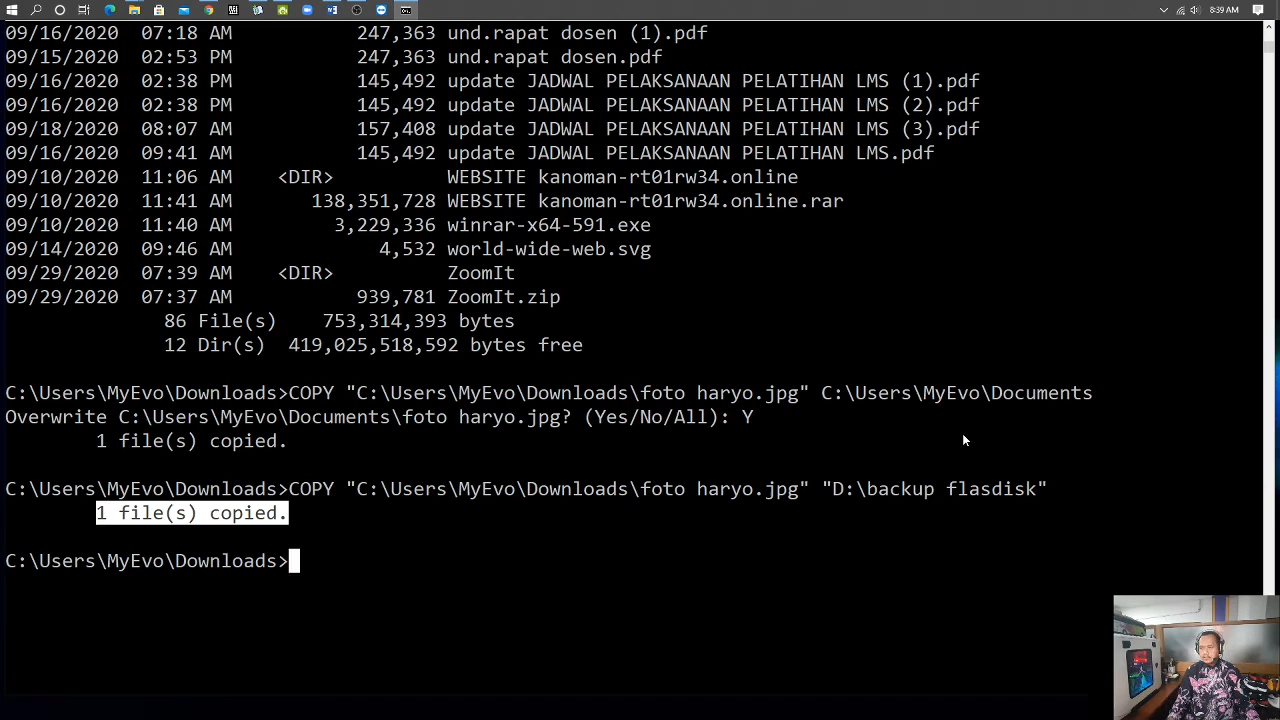 8:39 AM
09/16/2020  07:18 AM           247,363 und.rapat dosen (1).pdf
09/15/2020  02:53 PM           247,363 und.rapat dosen.pdf
09/16/2020  02:38 PM           145,492 update JADWAL PELAKSANAAN PELATIHAN LMS (1).pdf
09/16/2020  02:38 PM           145,492 update JADWAL PELAKSANAAN PELATIHAN LMS (2).pdf
09/18/2020  08:07 AM           157,408 update JADWAL PELAKSANAAN PELATIHAN LMS (3).pdf
09/16/2020  09:41 AM           145,492 update JADWAL PELAKSANAAN PELATIHAN LMS.pdf
09/10/2020  11:06 AM    <DIR>          WEBSITE kanoman-rt01rw34.online
09/10/2020  11:41 AM       138,351,728 WEBSITE kanoman-rt01rw34.online.rar
09/10/2020  11:40 AM         3,229,336 winrar-x64-591.exe
09/14/2020  09:46 AM             4,532 world-wide-web.svg
09/29/2020  07:39 AM    <DIR>          ZoomIt
09/29/2020  07:37 AM           939,781 ZoomIt.zip
86 File(s)    753,314,393 bytes
12 Dir(s)  419,025,518,592 bytes free
C:\Users\MyEvo\Downloads>COPY "C:\Users\MyEvo\Downloads\foto haryo.jpg" C:\Users\MyEvo\Documents
Overwrite C:\Users\MyEvo\Documents\foto haryo.jpg? (Yes/No/All): Y
1 file(s) copied.
C:\Users\MyEvo\Downloads>COPY "C:\Users\MyEvo\Downloads\foto haryo.jpg" "D:\backup flasdisk"
1 file(s) copied.
C:\Users\MyEvo\Downloads>